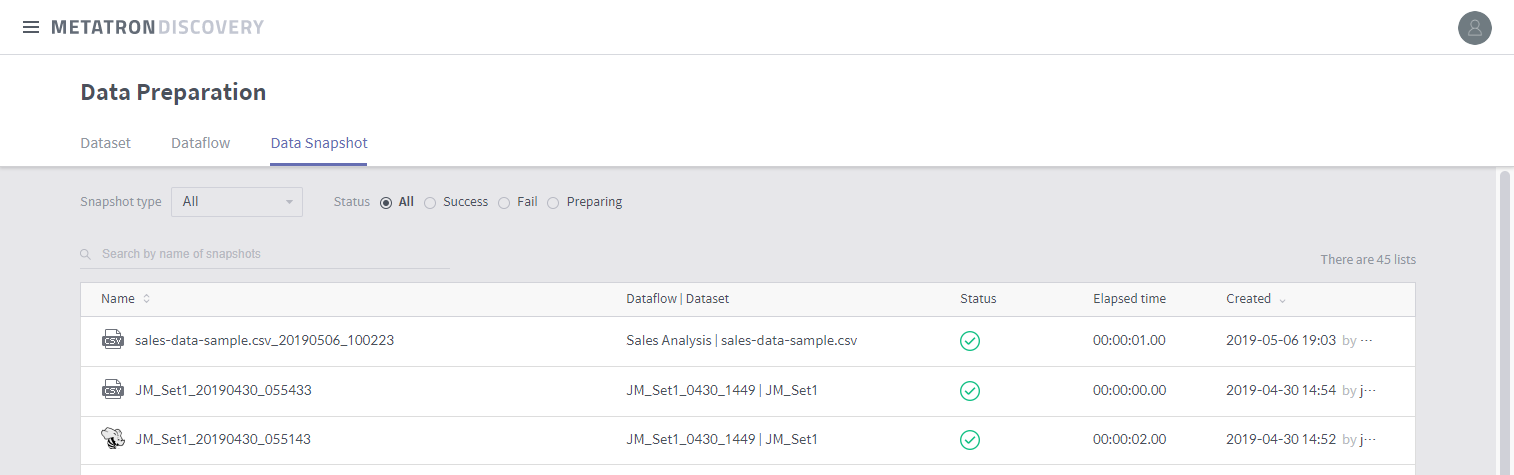 METATRONDISCOVERY
Data Preparation
Dataset Dataflow Data Snapshot
Snapshot type All Status All Success Fail Preparing
Search by name of snapshots
There are 45 lists
Name Dataflow | Dataset Status Elapsed time Created
CSV sales-data-sample.csv_20190506_100223 Sales Analysis | sales-data-sample.csv 00:00:01.00 2019-05-06 19:03 by ···
CSV JM_Set1_20190430_055433 JM_Set1_0430_1449 | JM_Set1 00:00:00.00 2019-04-30 14:54 by j···
JM_Set1_20190430_055143 JM_Set1_0430_1449 | JM_Set1 00:00:02.00 2019-04-30 14:52 by j···